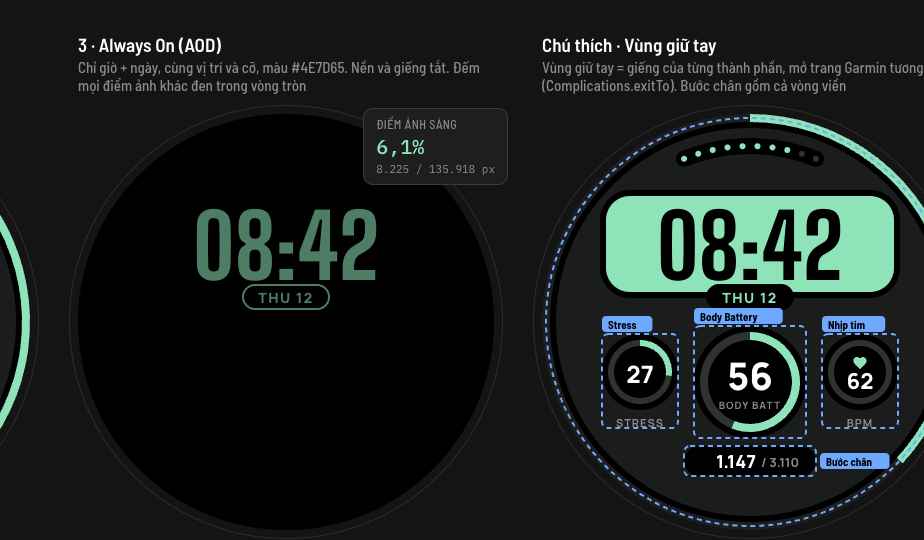 3 · Always On (AOD)
Chỉ giờ + ngày, cùng vị trí và cỡ, màu #4E7D65. Nền và giếng tắt. Đếm
mọi điểm ảnh khác đen trong vòng tròn
ĐIỂM ẢNH SÁNG
6,1%
8.225 / 135.918 px
08:42
THU 12
Chú thích · Vùng giữ tay
Vùng giữ tay = giếng của từng thành phần, mở trang Garmin tương
(Complications.exitTo). Bước chân gồm cả vòng viền
08:42
THU 12
Stress
Body Battery
Nhịp tim
27
56
62
BODY BATT
STRESS
BPM
1.147 / 3.110
Bước chân